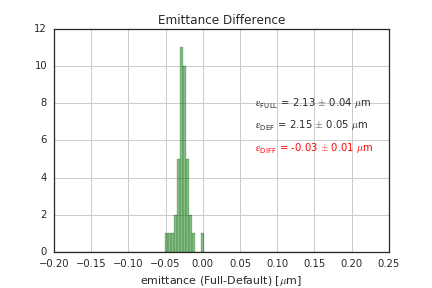 Emittance Difference
12
10
8
6
4
2
0
εFULL = 2.13 ± 0.04 μm
εDEF = 2.15 ± 0.05 μm
εDIFF = -0.03 ± 0.01 μm
−0.20 −0.15 −0.10 −0.05 0.00 0.05 0.10 0.15 0.20 0.25
emittance (Full-Default) [μm]